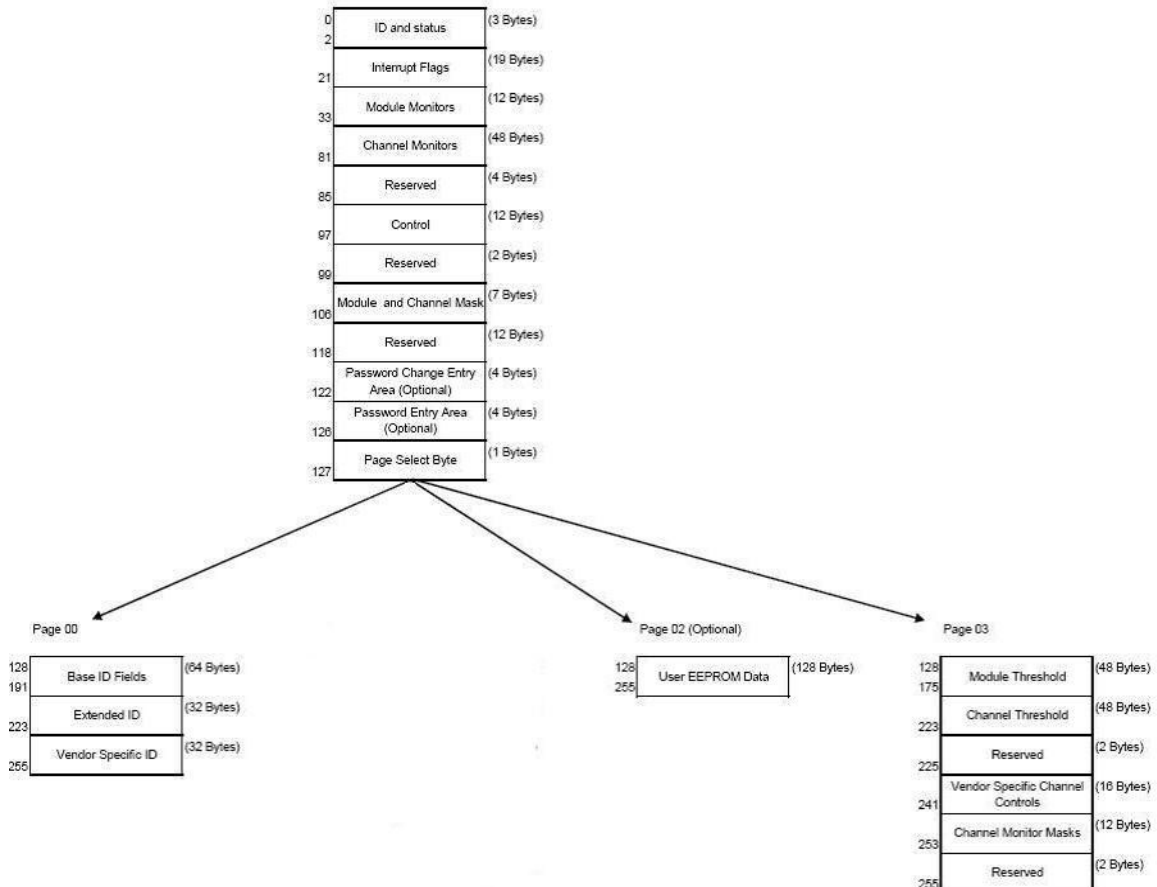 0
ID and status
(3 Bytes)
2
Interrupt Flags
(19 Bytes)
21
Module Monitors
(12 Bytes)
33
Channel Monitors
(48 Bytes)
81
Reserved
(4 Bytes)
85
Control
(12 Bytes)
97
Reserved
(2 Bytes)
99
Module and Channel Mask
(7 Bytes)
106
Reserved
(12 Bytes)
118
Password Change Entry
Area (Optional)
(4 Bytes)
122
Password Entry Area
(Optional)
(4 Bytes)
126
Page Select Byte
(1 Bytes)
127
Page 00
128
Base ID Fields
(64 Bytes)
191
Extended ID
(32 Bytes)
223
Vendor Specific ID
(32 Bytes)
255
Page 02 (Optional)
128
User EEPROM Data
(128 Bytes)
255
Page 03
128
Module Threshold
(48 Bytes)
175
Channel Threshold
(48 Bytes)
223
Reserved
(2 Bytes)
225
Vendor Specific Channel
Controls
(16 Bytes)
241
Channel Monitor Masks
(12 Bytes)
253
Reserved
(2 Bytes)
255